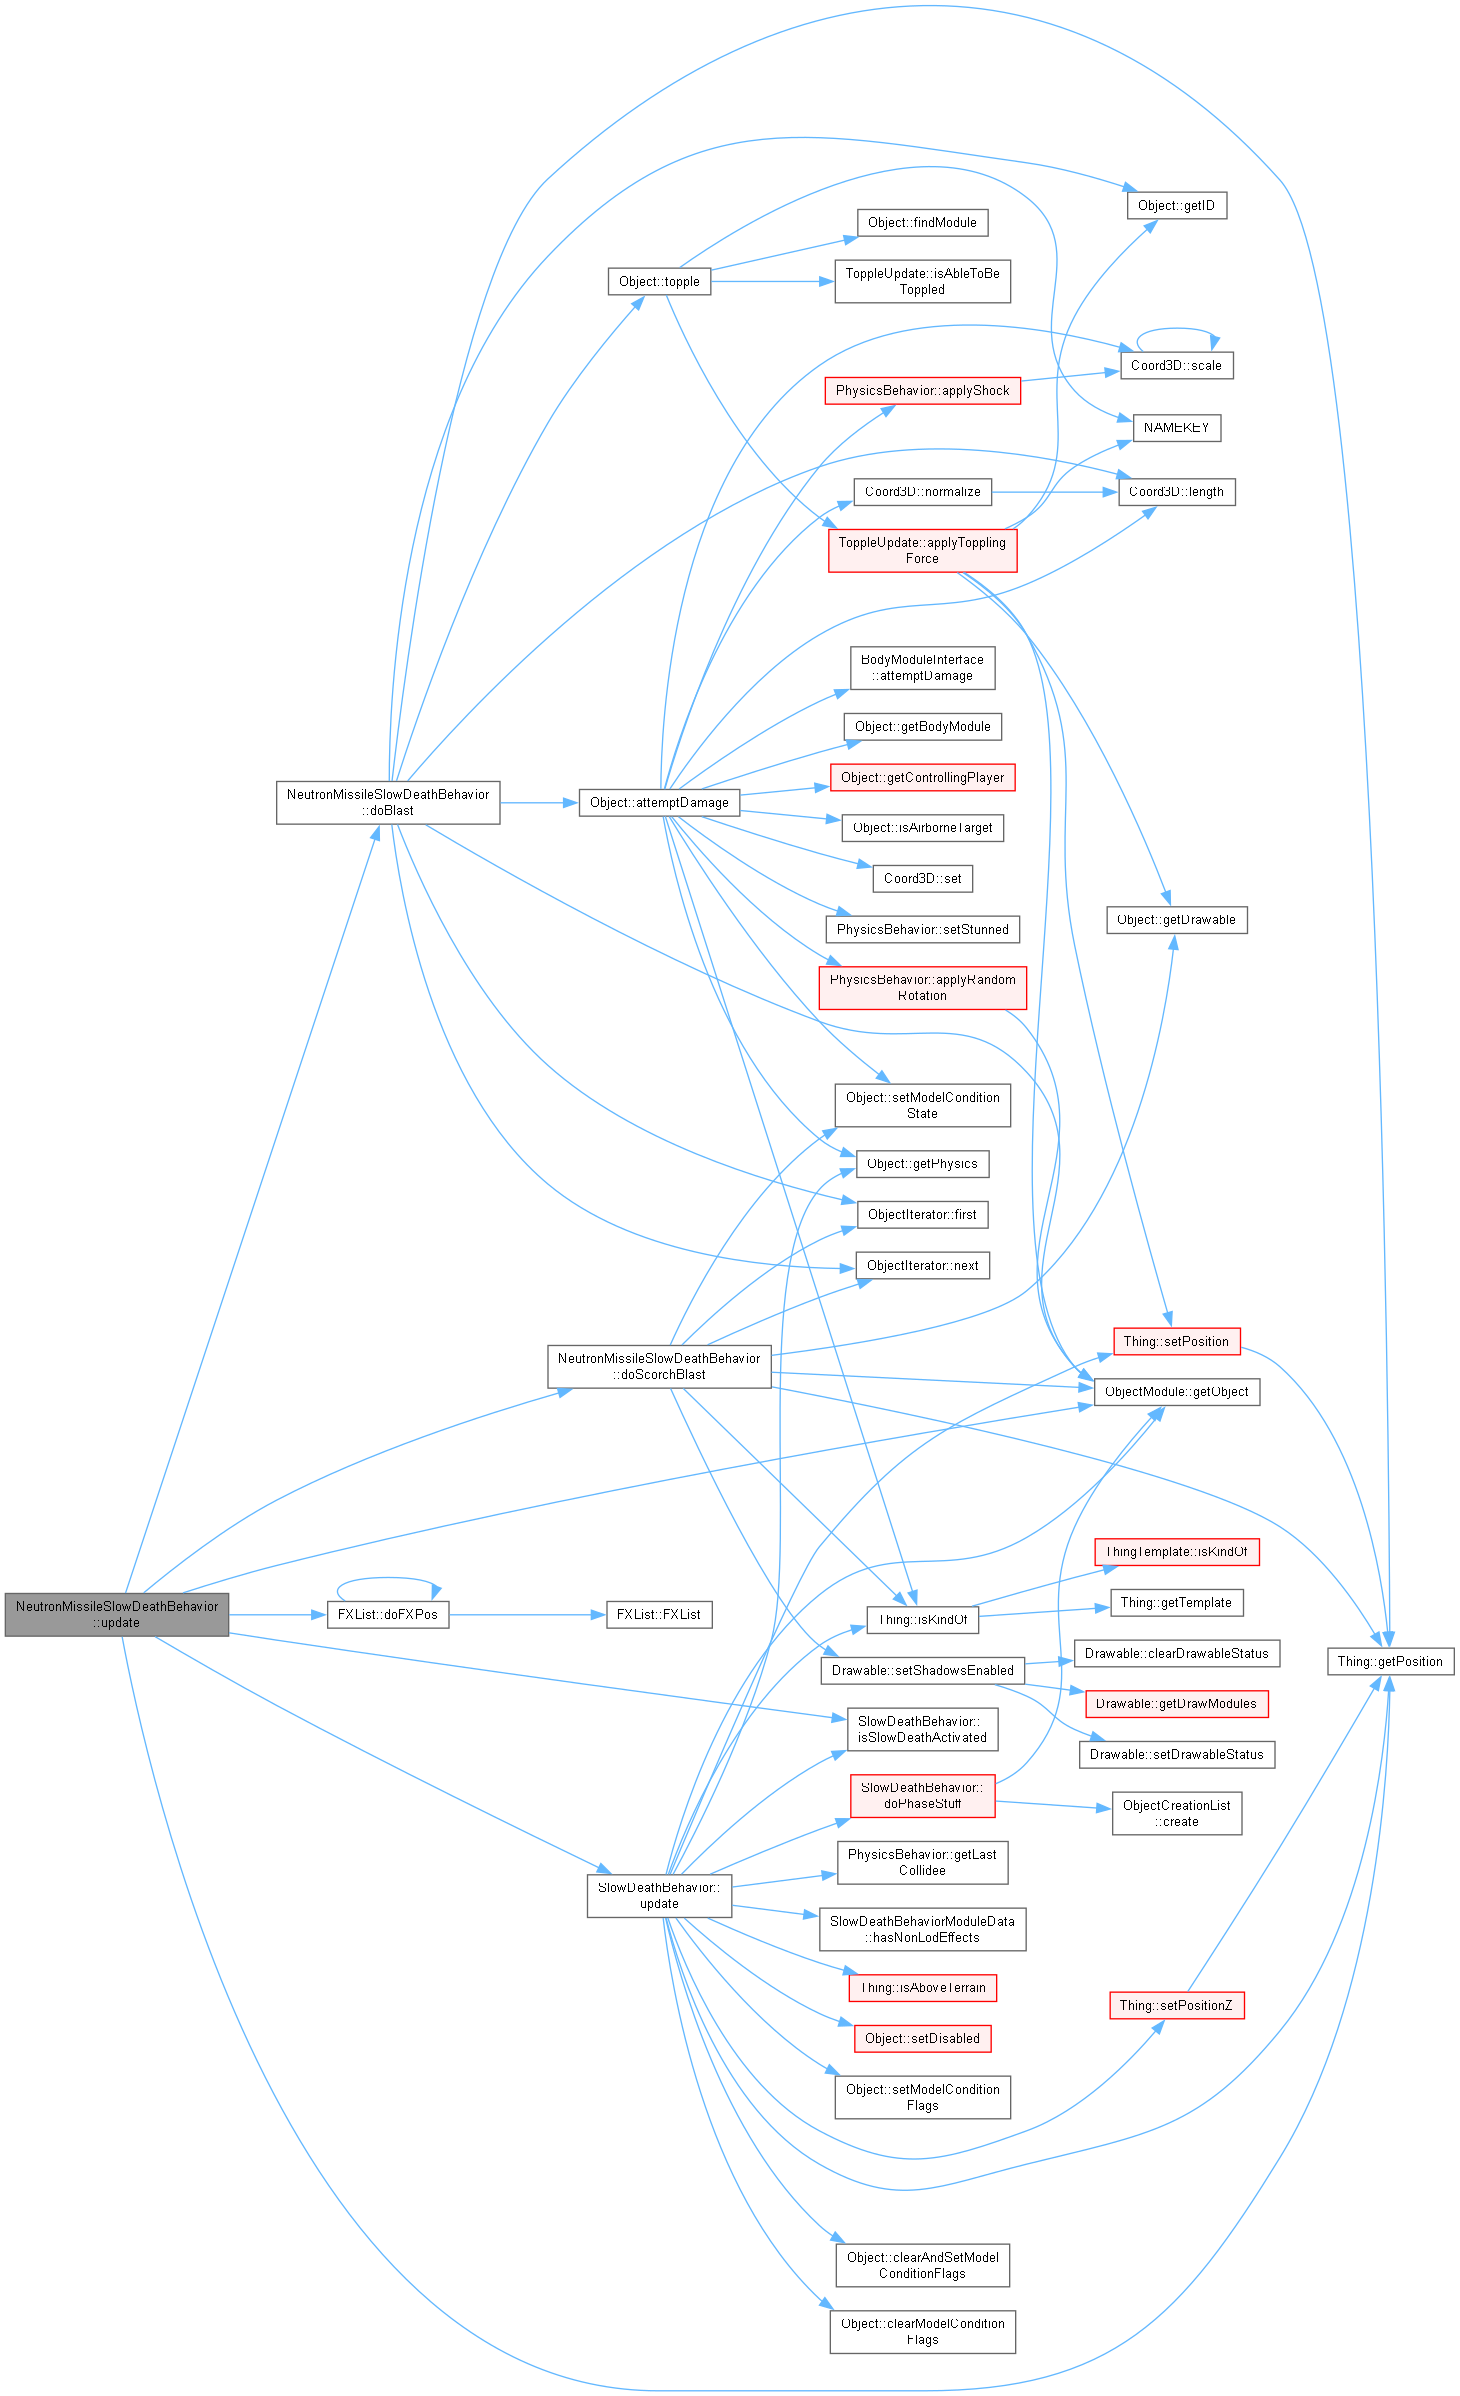 Object::getID
Object::findModule
ToppleUpdate::isAbleToBe
Toppled
Object::topple
Coord3D::scale
PhysicsBehavior::applyShock
NAMEKEY
Coord3D::normalize
Coord3D::length
ToppleUpdate::applyToppling
Force
BodyModuleInterface
::attemptDamage
Object::getBodyModule
Object::getControllingPlayer
NeutronMissileSlowDeathBehavior
::doBlast
Object::attemptDamage
Object::isAirborneTarget
Coord3D::set
Object::getDrawable
PhysicsBehavior::setStunned
PhysicsBehavior::applyRandom
Rotation
Object::setModelCondition
State
Object::getPhysics
ObjectIterator::first
ObjectIterator::next
Thing::setPosition
NeutronMissileSlowDeathBehavior
::doScorchBlast
ObjectModule::getObject
ThingTemplate::isKindOf
Thing::getTemplate
NeutronMissileSlowDeathBehavior
::update
FXList::doFXPos
FXList::FXList
Thing::isKindOf
Drawable::clearDrawableStatus
Thing::getPosition
Drawable::setShadowsEnabled
Drawable::getDrawModules
SlowDeathBehavior::
isSlowDeathActivated
Drawable::setDrawableStatus
SlowDeathBehavior::
doPhaseStuff
ObjectCreationList
::create
PhysicsBehavior::getLast
Collidee
SlowDeathBehavior::
update
SlowDeathBehaviorModuleData
::hasNonLodEffects
Thing::isAboveTerrain
Thing::setPositionZ
Object::setDisabled
Object::setModelCondition
Flags
Object::clearAndSetModel
ConditionFlags
Object::clearModelCondition
Flags